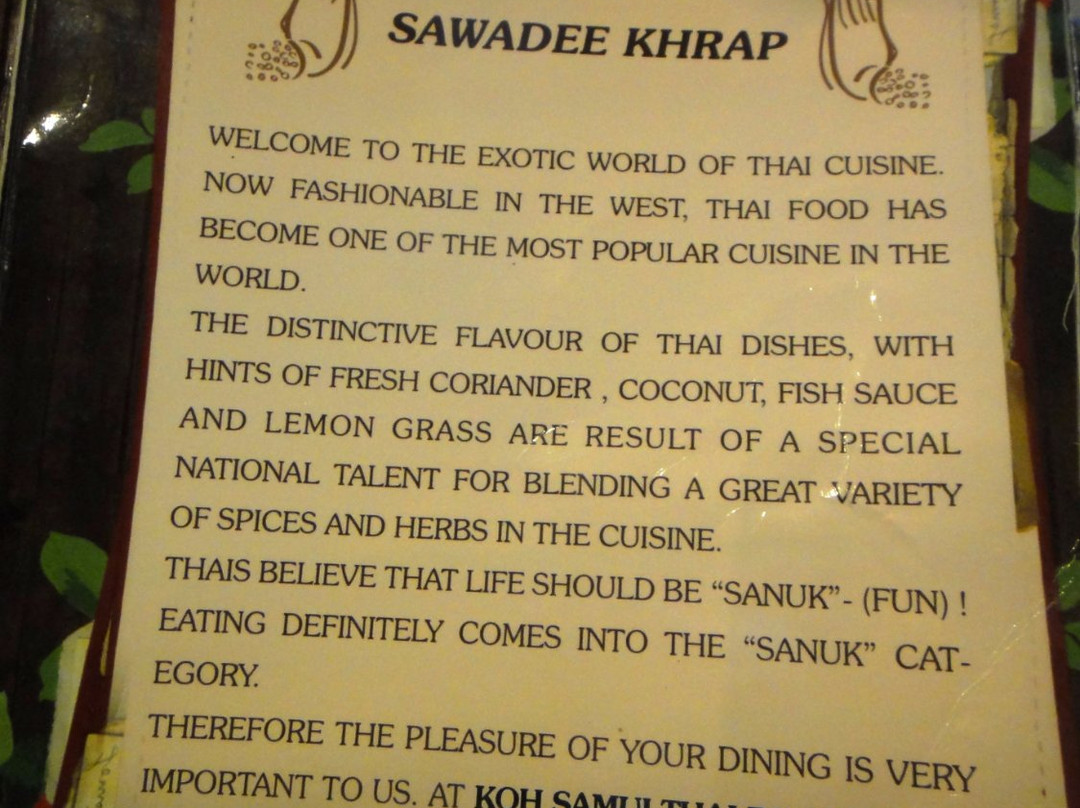 SAWADEE KHRAP
WELCOME TO THE EXOTIC WORLD OF THAI CUISINE.
NOW FASHIONABLE IN THE WEST, THAI FOOD HAS
BECOME ONE OF THE MOST POPULAR CUISINE IN THE
WORLD.
THE DISTINCTIVE FLAVOUR OF THAI DISHES, WITH
HINTS OF FRESH CORIANDER , COCONUT, FISH SAUCE
AND LEMON GRASS ARE RESULT OF A SPECIAL
NATIONAL TALENT FOR BLENDING A GREAT VARIETY
OF SPICES AND HERBS IN THE CUISINE.
THAIS BELIEVE THAT LIFE SHOULD BE “SANUK”- (FUN) !
EATING DEFINITELY COMES INTO THE “SANUK” CAT-
EGORY.
THEREFORE THE PLEASURE OF YOUR DINING IS VERY
IMPORTANT TO US. AT KOH SAMUI